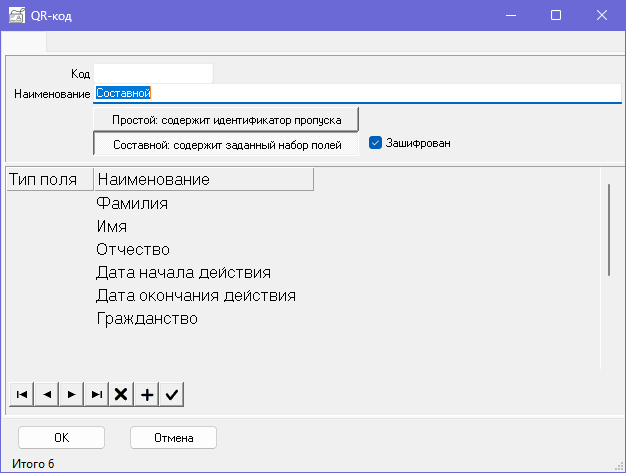 QR-код
Код
Наименование Составной
Простой: содержит идентификатор пропуска
Составной: содержит заданный набор полей Зашифрован
Тип поля Наименование
Фамилия
Имя
Отчество
Дата начала действия
Дата окончания действия
Гражданство
OK Отмена
Итого 6